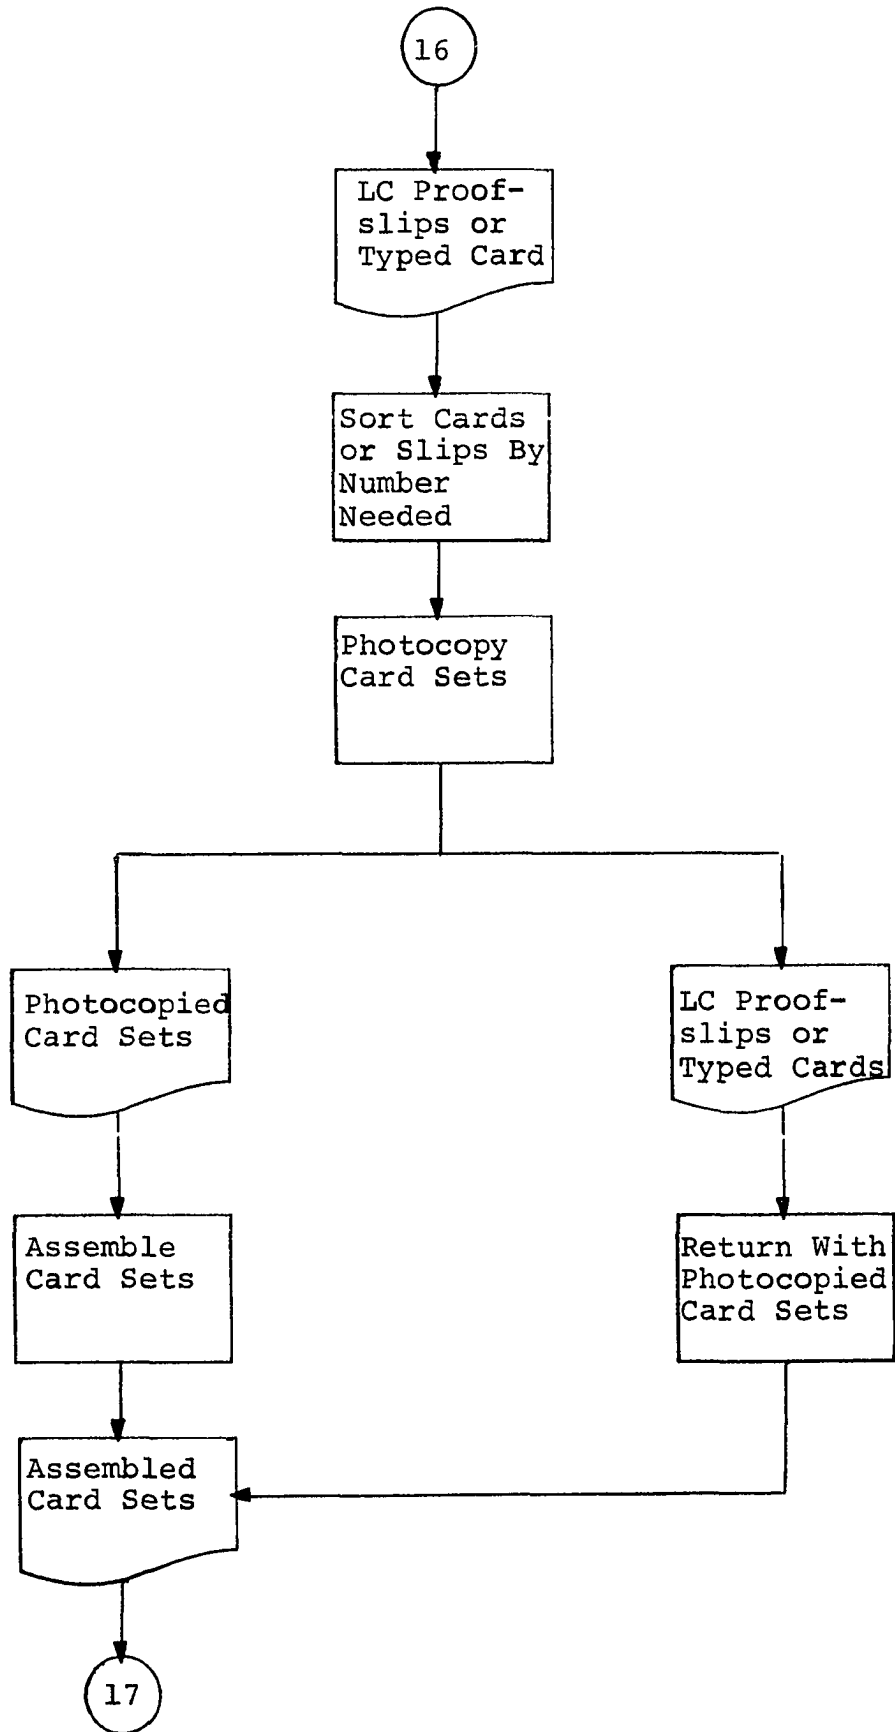 16
LC Proof-
slips or
Typed Card
Sort Cards
or Slips By
Number
Needed
Photocopy
Card Sets
Photocopied
Card Sets
LC Proof-
slips or
Typed Cards
Assemble
Card Sets
Return With
Photocopied
Card Sets
Assembled
Card Sets
17